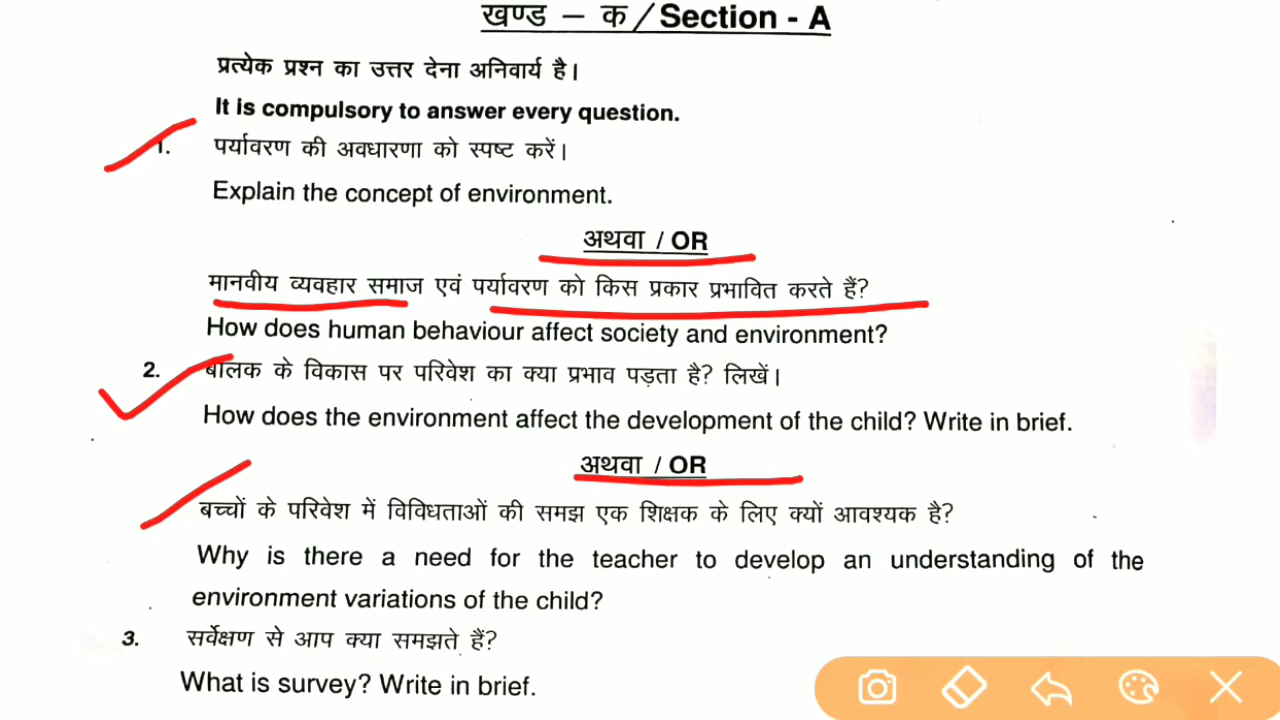 खण्ड – क / Section - A
प्रत्येक प्रश्न का उत्तर देना अनिवार्य है।
It is compulsory to answer every question.
1. पर्यावरण की अवधारणा को स्पष्ट करें।
Explain the concept of environment.
अथवा / OR
मानवीय व्यवहार समाज एवं पर्यावरण को किस प्रकार प्रभावित करते हैं?
How does human behaviour affect society and environment?
2. बालक के विकास पर परिवेश का क्या प्रभाव पड़ता है? लिखें।
How does the environment affect the development of the child? Write in brief.
अथवा / OR
बच्चों के परिवेश में विविधताओं की समझ एक शिक्षक के लिए क्यों आवश्यक है?
Why is there a need for the teacher to develop an understanding of the
environment variations of the child?
3. सर्वेक्षण से आप क्या समझते हैं?
What is survey? Write in brief.